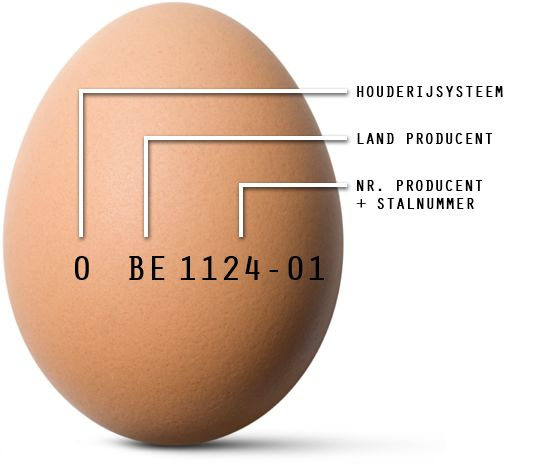 HOUDERIJSYSTEEM
LAND PRODUCENT
NR. PRODUCENT
+ STALNUMMER
0 BE 1124-01